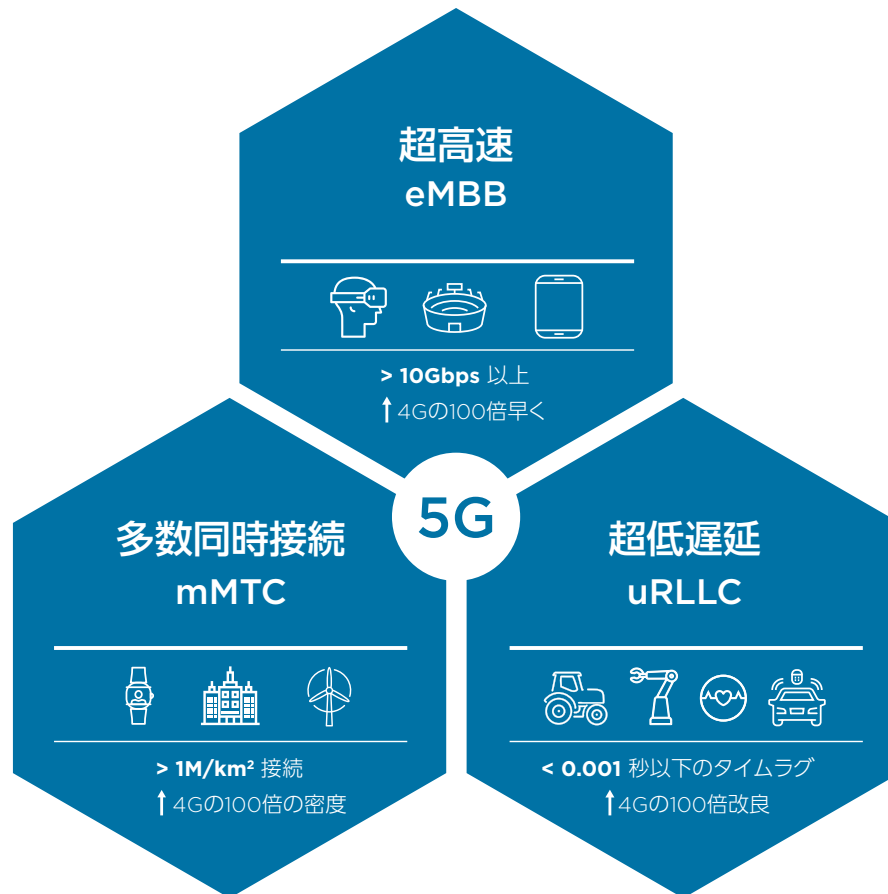 超高速
eMBB
> 10Gbps 以上
↑4Gの100倍早く
5G
多数同時接続
mMTC
> 1M/km² 接続
↑4Gの100倍の密度
超低遅延
uRLLC
< 0.001 秒以下のタイムラグ
↑4Gの100倍改良